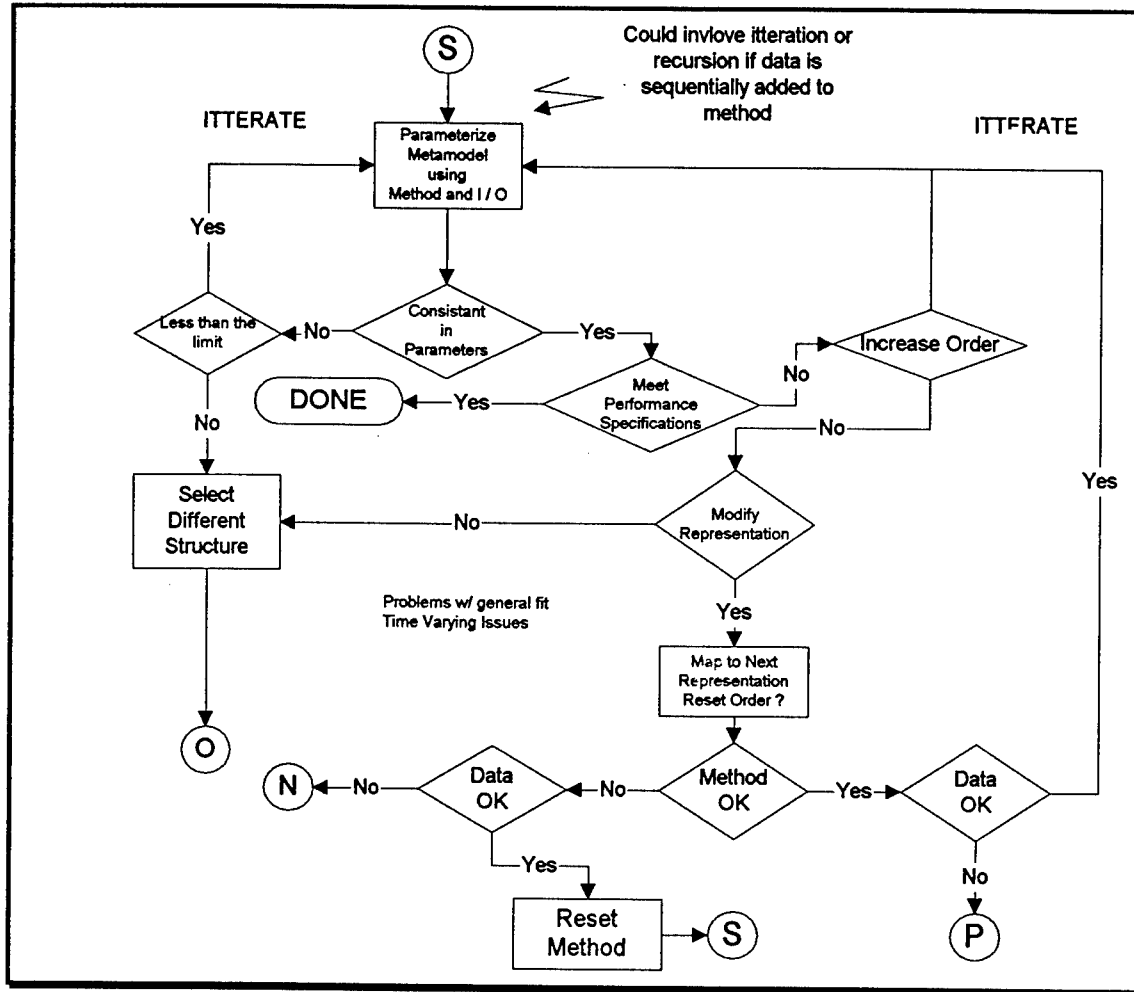 S
Could invlove itteration or
recursion if data is
sequentially added to
method
ITTERATE
ITTERATE
Parameterize
Metamodel
using
Method and I / O
Yes
Less than the
limit
No
Consistant
in
Parameters
Yes
Increase Order
No
DONE
Yes
Meet
Performance
Specifications
No
No
Yes
Select
Different
Structure
No
Modify
Representation
Problems w/ general fit
Time Varying Issues
Yes
Map to Next
Representation
Reset Order ?
O
N
No
Data
OK
No
Method
OK
Yes
Data
OK
Yes
No
Reset
Method
S
P